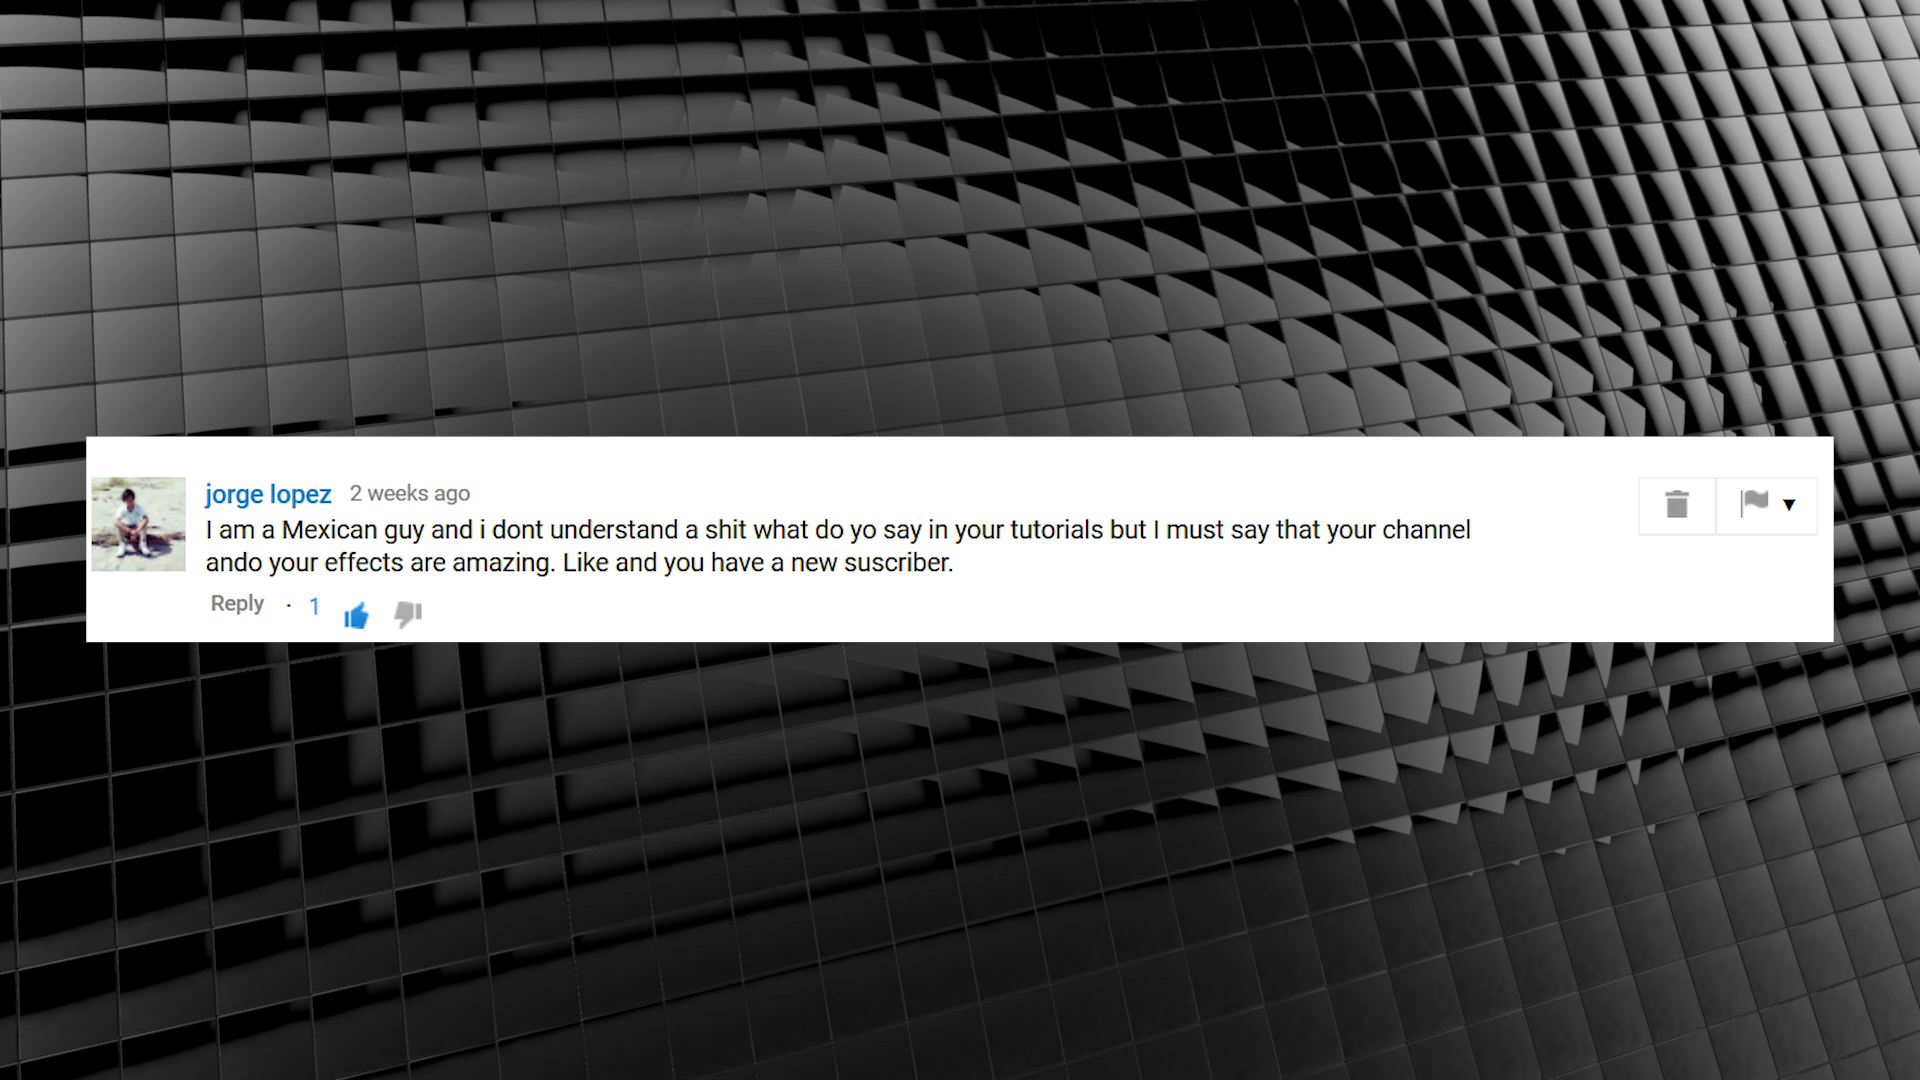 jorge lopez 2 weeks ago
I am a Mexican guy and i dont understand a shit what do yo say in your tutorials but I must say that your channel
ando your effects are amazing. Like and you have a new suscriber.
Reply · 1